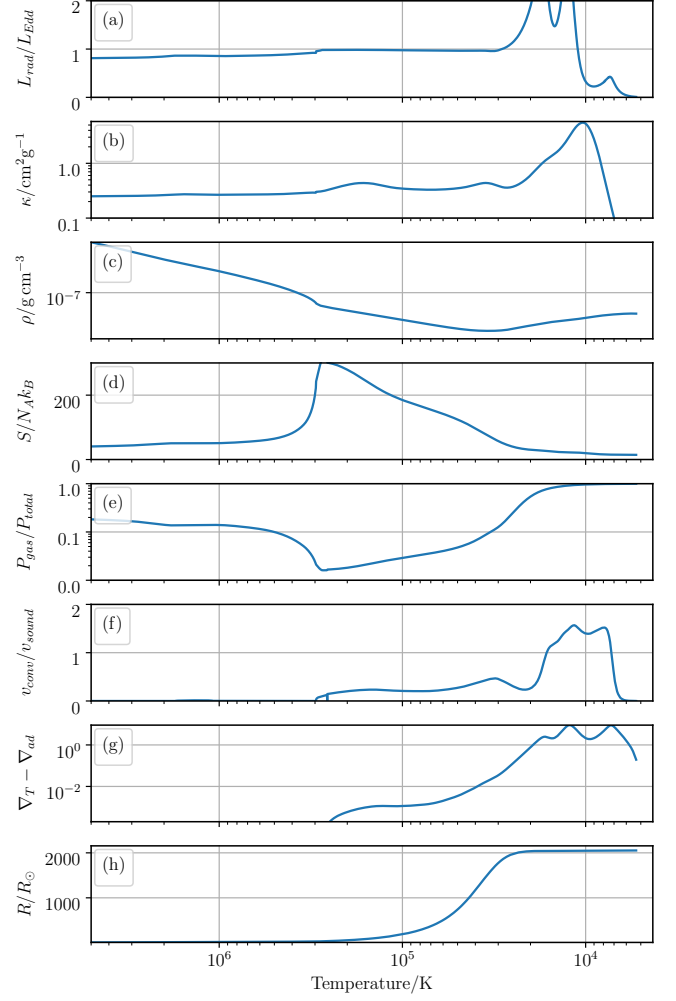 (a)
2
1
0
L_{rad}/L_{Edd}
(b)
1.0
0.1
κ/cm²g⁻¹
(c)
10⁻⁷
ρ/g cm⁻³
(d)
200
0
S/N_A k_B
(e)
1.0
0.1
0.0
P_{gas}/P_{total}
(f)
2
1
0
v_{conv}/v_{sound}
(g)
10⁰
10⁻²
∇_T − ∇_{ad}
(h)
2000
1000
R/R_⊙
10⁶ 10⁵ 10⁴
Temperature/K